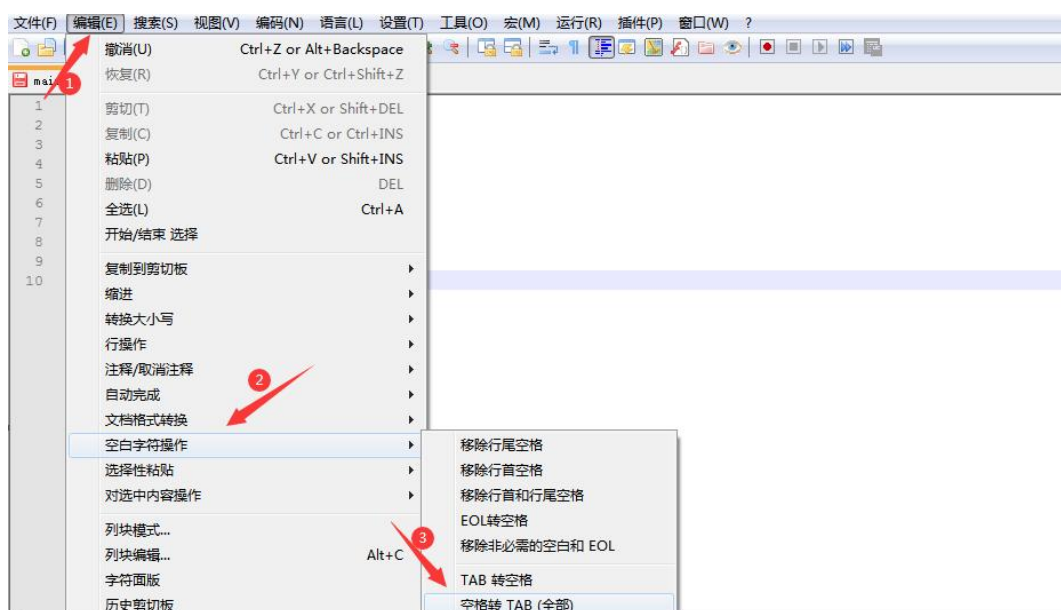 文件(F) 编辑(E) 搜索(S) 视图(V) 编码(N) 语言(L) 设置(T) 工具(O) 宏(M) 运行(R) 插件(P) 窗口(W) ?
mai
1
2
3
4
5
6
7
8
9
10
1
撤消(U) Ctrl+Z or Alt+Backspace
恢复(R) Ctrl+Y or Ctrl+Shift+Z
剪切(T) Ctrl+X or Shift+DEL
复制(C) Ctrl+C or Ctrl+INS
粘贴(P) Ctrl+V or Shift+INS
删除(D) DEL
全选(L) Ctrl+A
开始/结束 选择
复制到剪切板
缩进
转换大小写
行操作
注释/取消注释
2
自动完成
文档格式转换
空白字符操作
选择性粘贴
对选中内容操作
列块模式...
列块编辑... Alt+C
字符面版
历史剪切板
移除行尾空格
移除行首空格
移除行首和行尾空格
EOL转空格
3
移除非必需的空白和 EOL
TAB 转空格
空格转 TAB (全部)